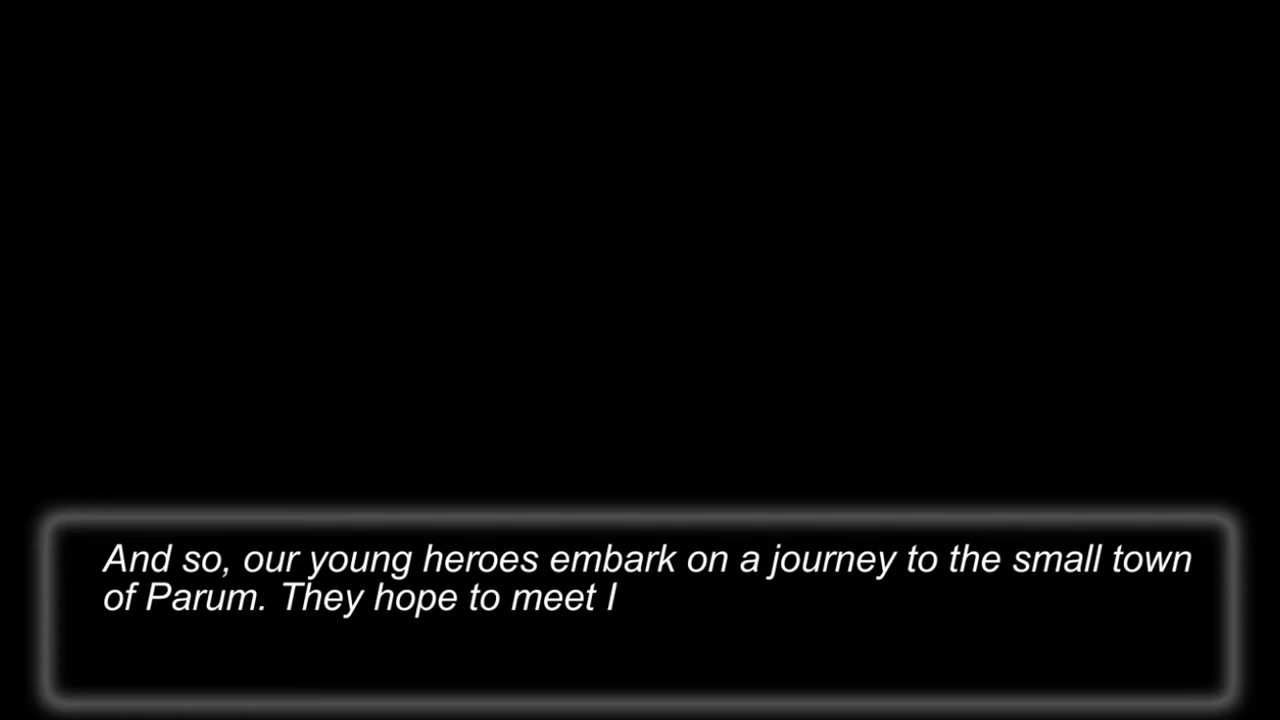 And so, our young heroes embark on a journey to the small town
of Parum. They hope to meet I